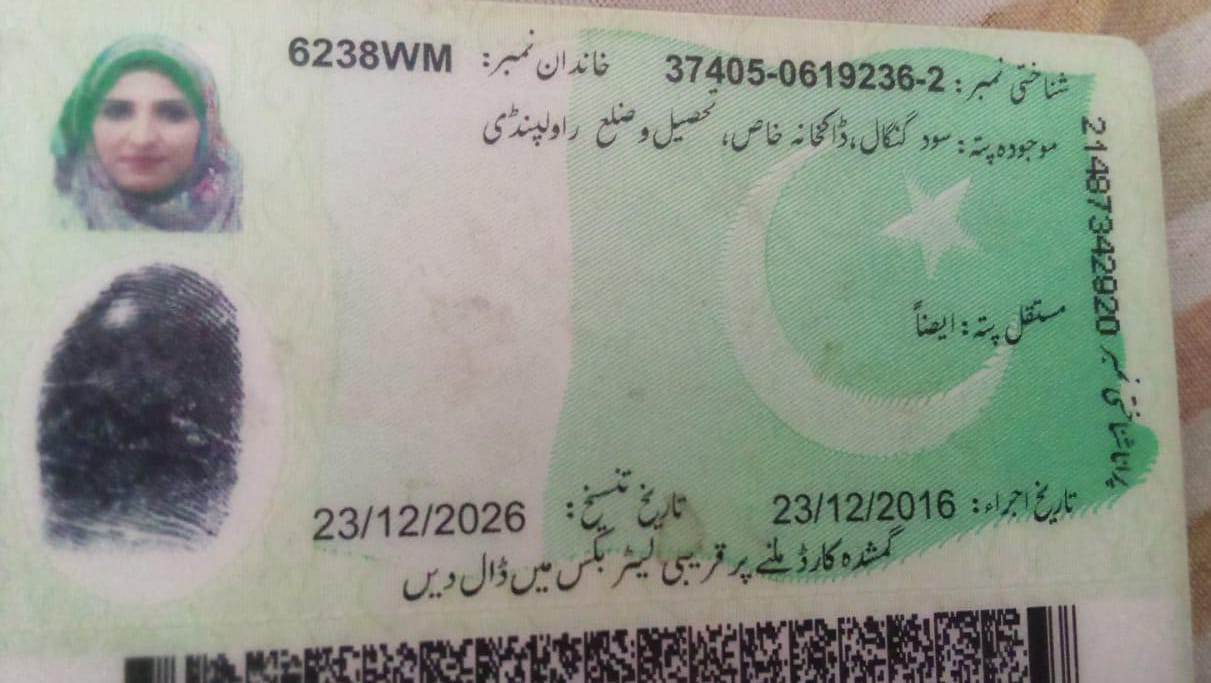 شناختی نمبر: 37405-0619236-2 خاندان نمبر: 6238WM
موجودہ پتہ: سود گنگال، ڈاکخانہ خاص، تحصیل و ضلع راولپنڈی
مستقل پتہ: ایضاً
تاریخ اجراء: 23/12/2016 تاریخ تنسیخ: 23/12/2026
گمشدہ کارڈ ملنے پر قریبی لیٹر بکس میں ڈال دیں
پرانا شناختی نمبر 21487342920